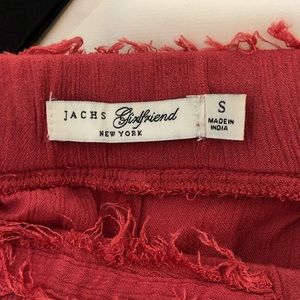 JACHS Girlfriend
NEW YORK
S
MADE IN
INDIA